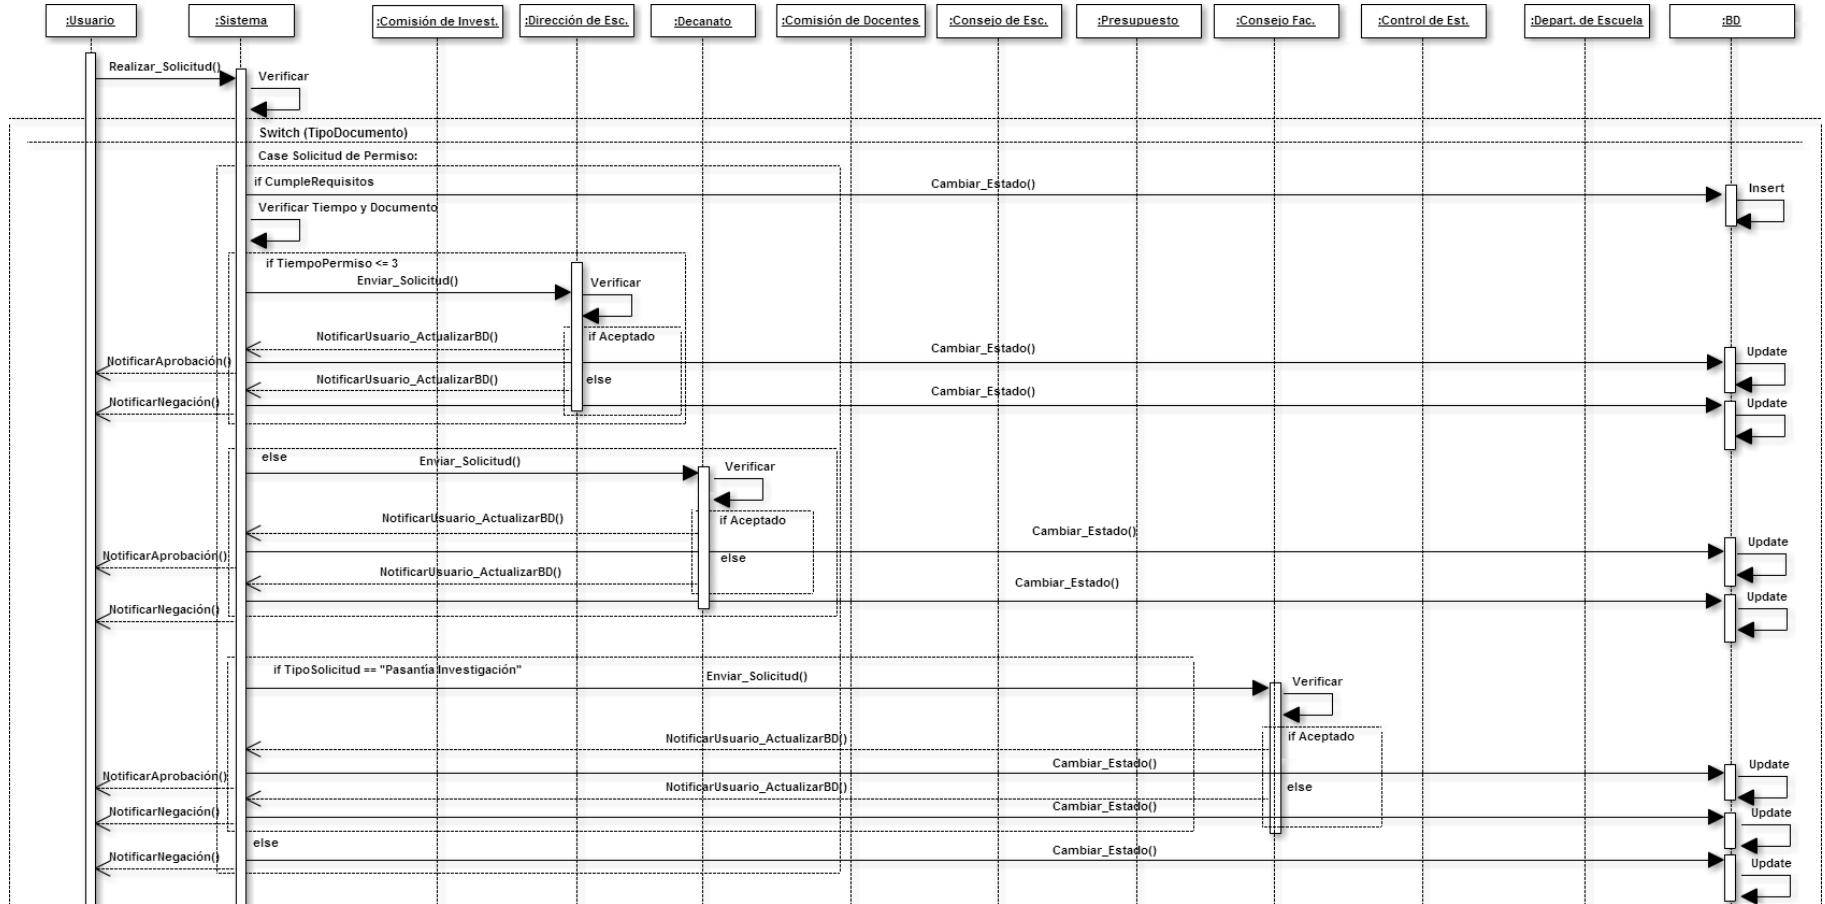 :Usuario
:Sistema
:Comisión de Invest.
:Dirección de Esc.
:Decanato
:Comisión de Docentes
:Consejo de Esc.
:Presupuesto
:Consejo Fac.
:Control de Est.
:Depart. de Escuela
:BD
Realizar_Solicitud()
Verificar
Switch (TipoDocumento)
Case Solicitud de Permiso:
if CumpleRequisitos
Cambiar_Estado()
Insert
Verificar Tiempo y Documento
if TiempoPermiso <= 3
Enviar_Solicitud()
Verificar
NotificarUsuario_ActualizarBD()
if Aceptado
Cambiar_Estado()
Update
NotificarAprobación()
NotificarUsuario_ActualizarBD()
else
Cambiar_Estado()
Update
NotificarNegación()
else
Enviar_Solicitud()
Verificar
NotificarUsuario_ActualizarBD()
if Aceptado
Cambiar_Estado()
Update
NotificarAprobación()
else
NotificarUsuario_ActualizarBD()
Cambiar_Estado()
Update
NotificarNegación()
if TipoSolicitud == "Pasantía Investigación"
Enviar_Solicitud()
Verificar
NotificarUsuario_ActualizarBD()
if Aceptado
Cambiar_Estado()
Update
NotificarAprobación()
NotificarUsuario_ActualizarBD()
else
Cambiar_Estado()
Update
NotificarNegación()
else
Cambiar_Estado()
Update
NotificarNegación()